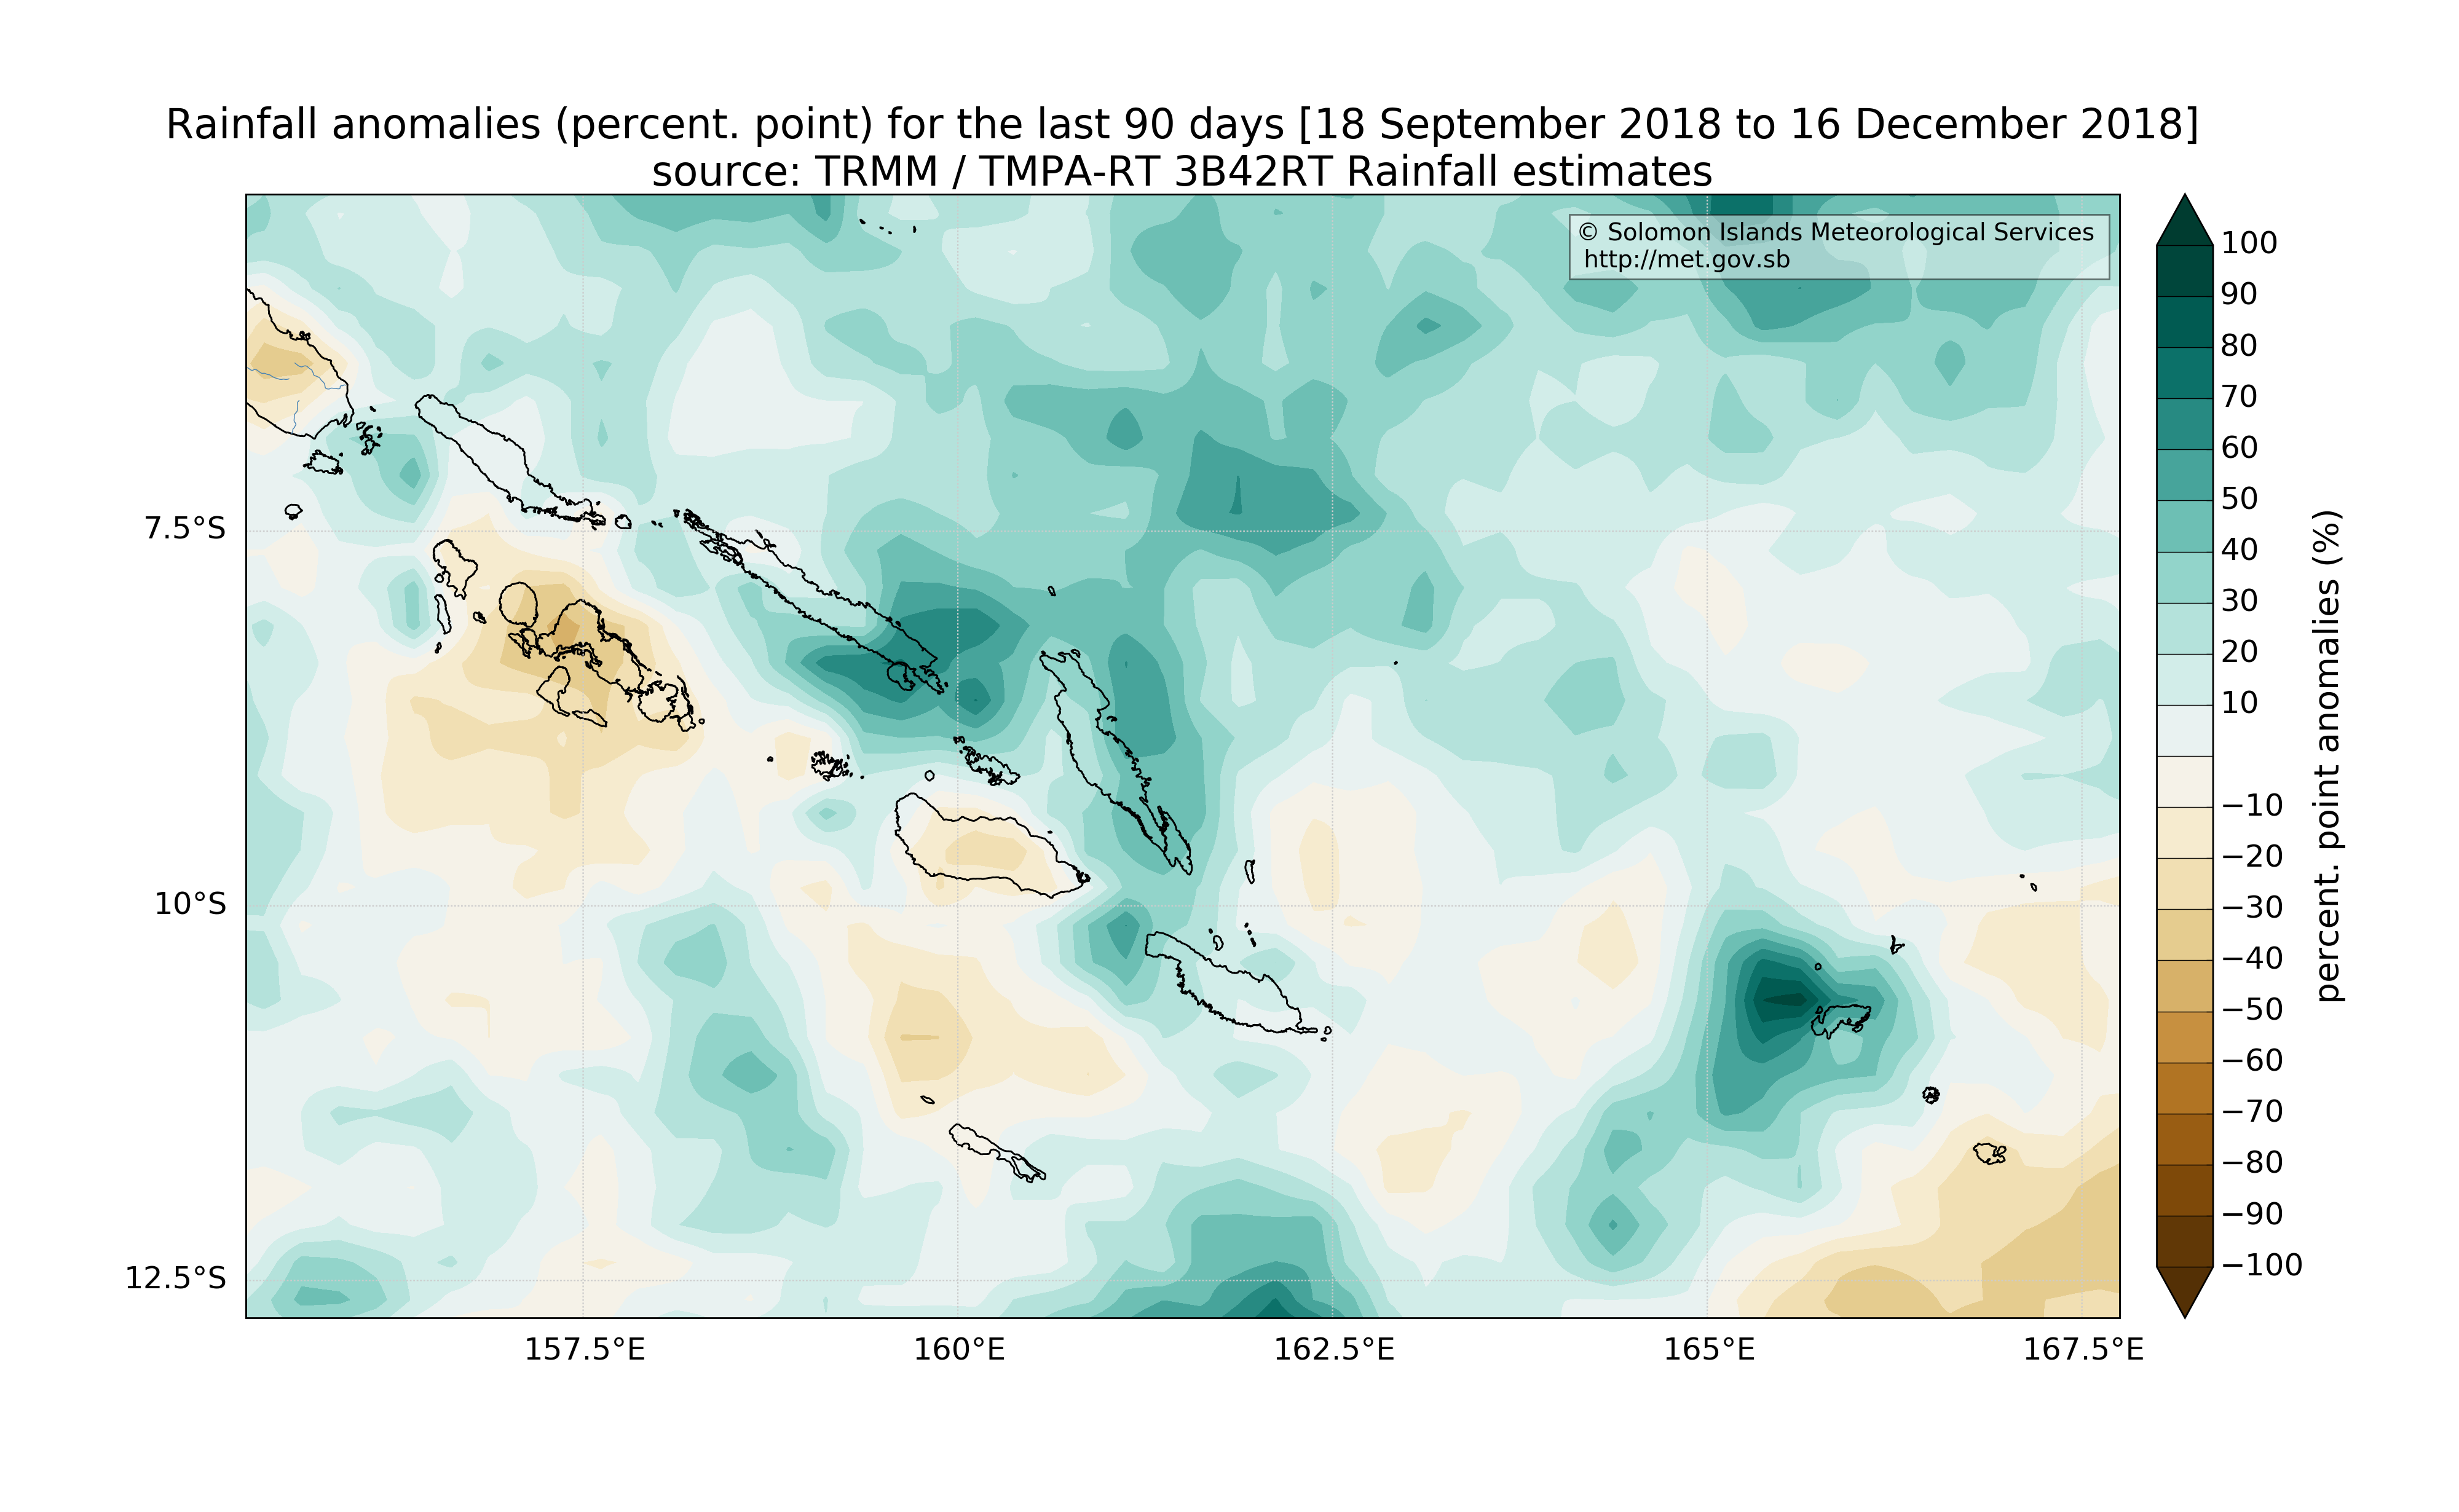 Rainfall anomalies (percent. point) for the last 90 days [18 September 2018 to 16 December 2018]
source: TRMM / TMPA-RT 3B42RT Rainfall estimates
© Solomon Islands Meteorological Services
http://met.gov.sb
7.5°S
10°S
12.5°S
157.5°E
160°E
162.5°E
165°E
167.5°E
100
90
80
70
60
50
40
30
20
10
−10
−20
−30
−40
−50
−60
−70
−80
−90
−100
percent. point anomalies (%)